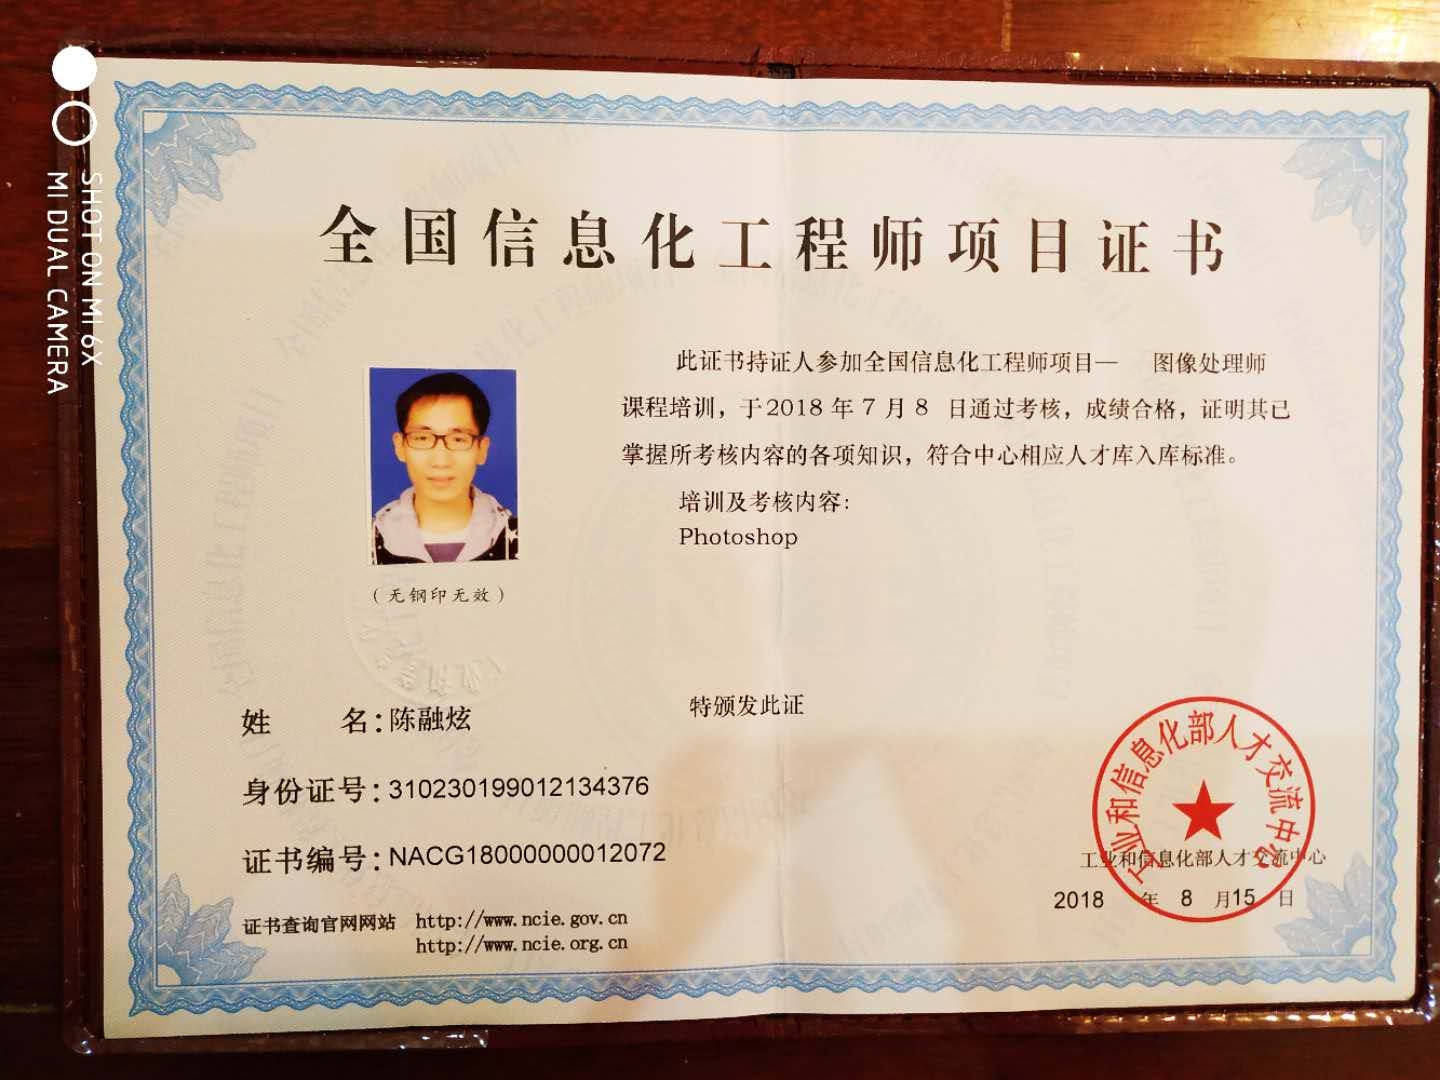 全国信息化工程师项目证书
此证书持证人参加全国信息化工程师项目— 图像处理师
课程培训，于2018 年 7 月 8 日通过考核，成绩合格，证明其已
掌握所考核内容的各项知识，符合中心相应人才库入库标准。
培训及考核内容：
Photoshop
（无钢印无效）
特颁发此证
姓 名：陈融炫
身份证号：310230199012134376
证书编号：NACG18000000012072
证书查询官网网站 http://www.ncie.gov.cn
http://www.ncie.org.cn
工业和信息化部人才交流中心
工业和信息化部人才交流中心
2018 年 8 月15 日
SHOT ON MI 6X
MI DUAL CAMERA